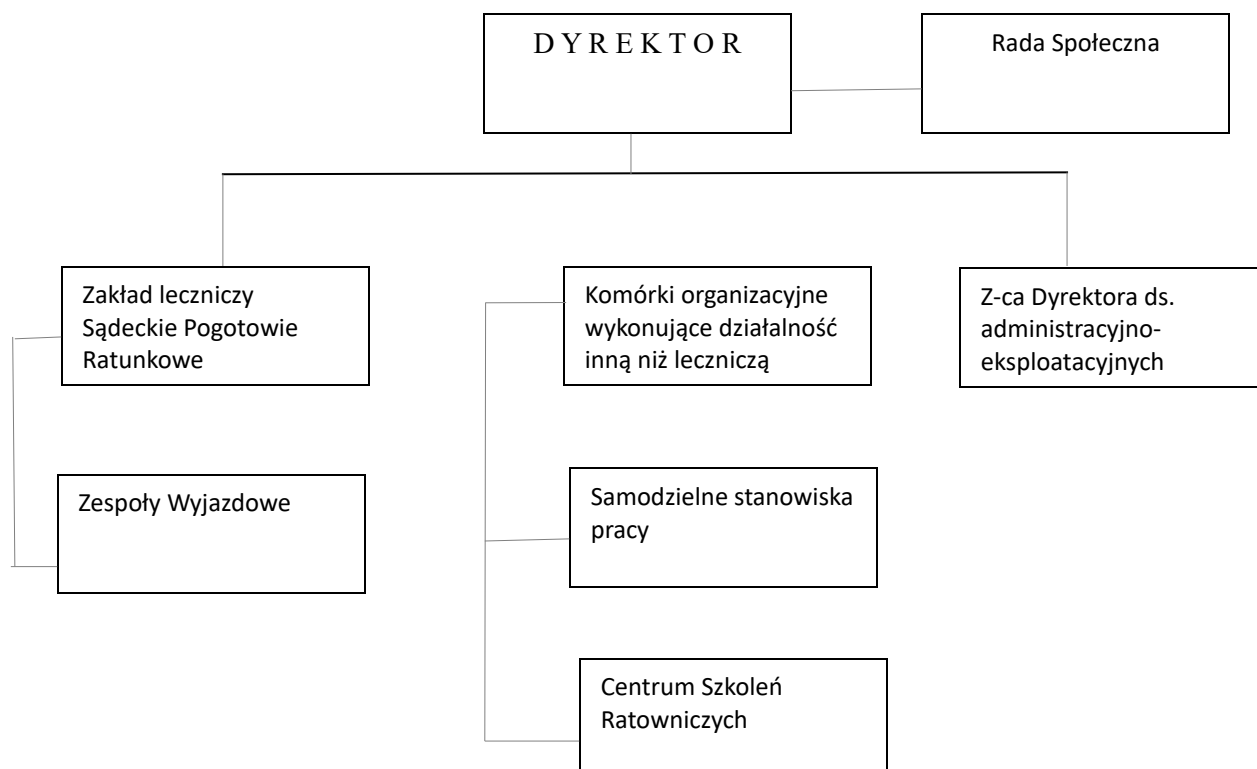 D Y R E K T O R
Rada Społeczna
Zakład leczniczy
Sądeckie Pogotowie
Ratunkowe
Komórki organizacyjne
wykonujące działalność
inną niż leczniczą
Z-ca Dyrektora ds.
administracyjno-
eksploatacyjnych
Zespoły Wyjazdowe
Samodzielne stanowiska
pracy
Centrum Szkoleń
Ratowniczych